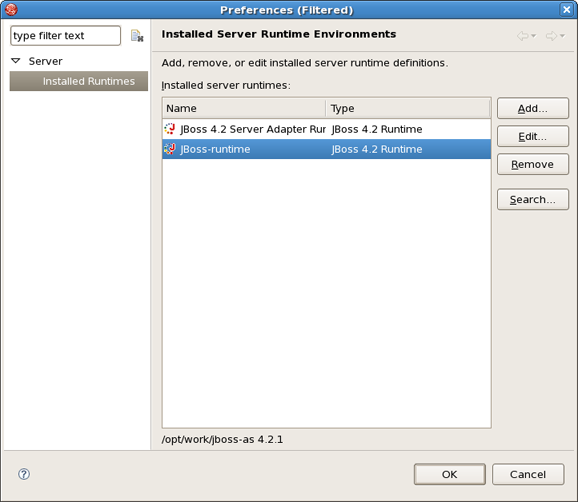 Preferences (Filtered)
type filter text
Server
Installed Runtimes
Installed Server Runtime Environments
Add, remove, or edit installed server runtime definitions.
Installed server runtimes:
Name Type
JBoss 4.2 Server Adapter Rur JBoss 4.2 Runtime
JBoss-runtime JBoss 4.2 Runtime
Add...
Edit...
Remove
Search...
/opt/work/jboss-as 4.2.1
?
OK Cancel